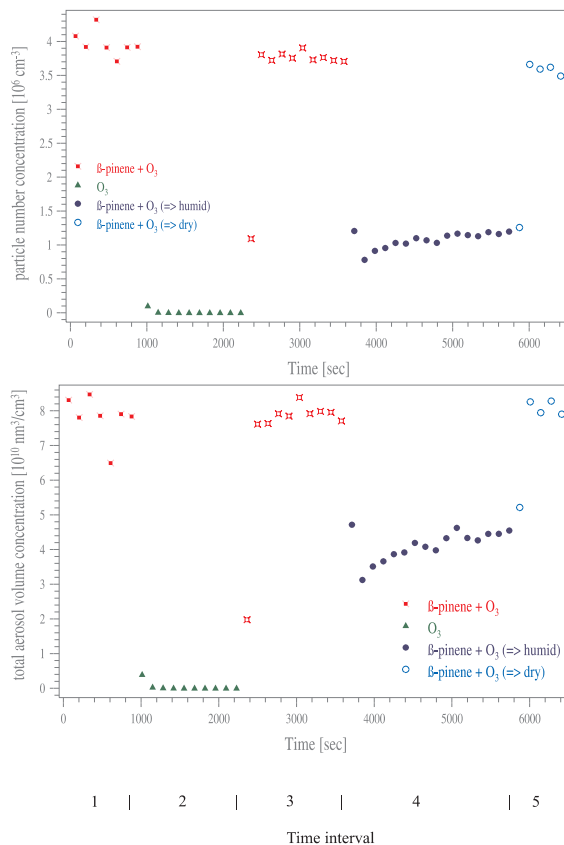 particle number concentration [10⁶ cm⁻³]
4
3.5
3
2.5
2
1.5
1
0.5
0
ß-pinene + O₃
O₃
ß-pinene + O₃ (=> humid)
ß-pinene + O₃ (=> dry)
0 1000 2000 3000 4000 5000 6000
Time [sec]
total aerosol volume concentration [10¹⁰ nm³/cm³]
8
7
6
5
4
3
2
1
0
ß-pinene + O₃
O₃
ß-pinene + O₃ (=> humid)
ß-pinene + O₃ (=> dry)
0 1000 2000 3000 4000 5000 6000
Time [sec]
1 | 2 | 3 | 4 | 5
Time interval